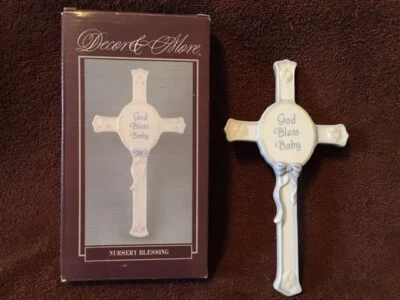 Decor & More
God
Bless
Baby
NURSERY BLESSING
God
Bless
Baby